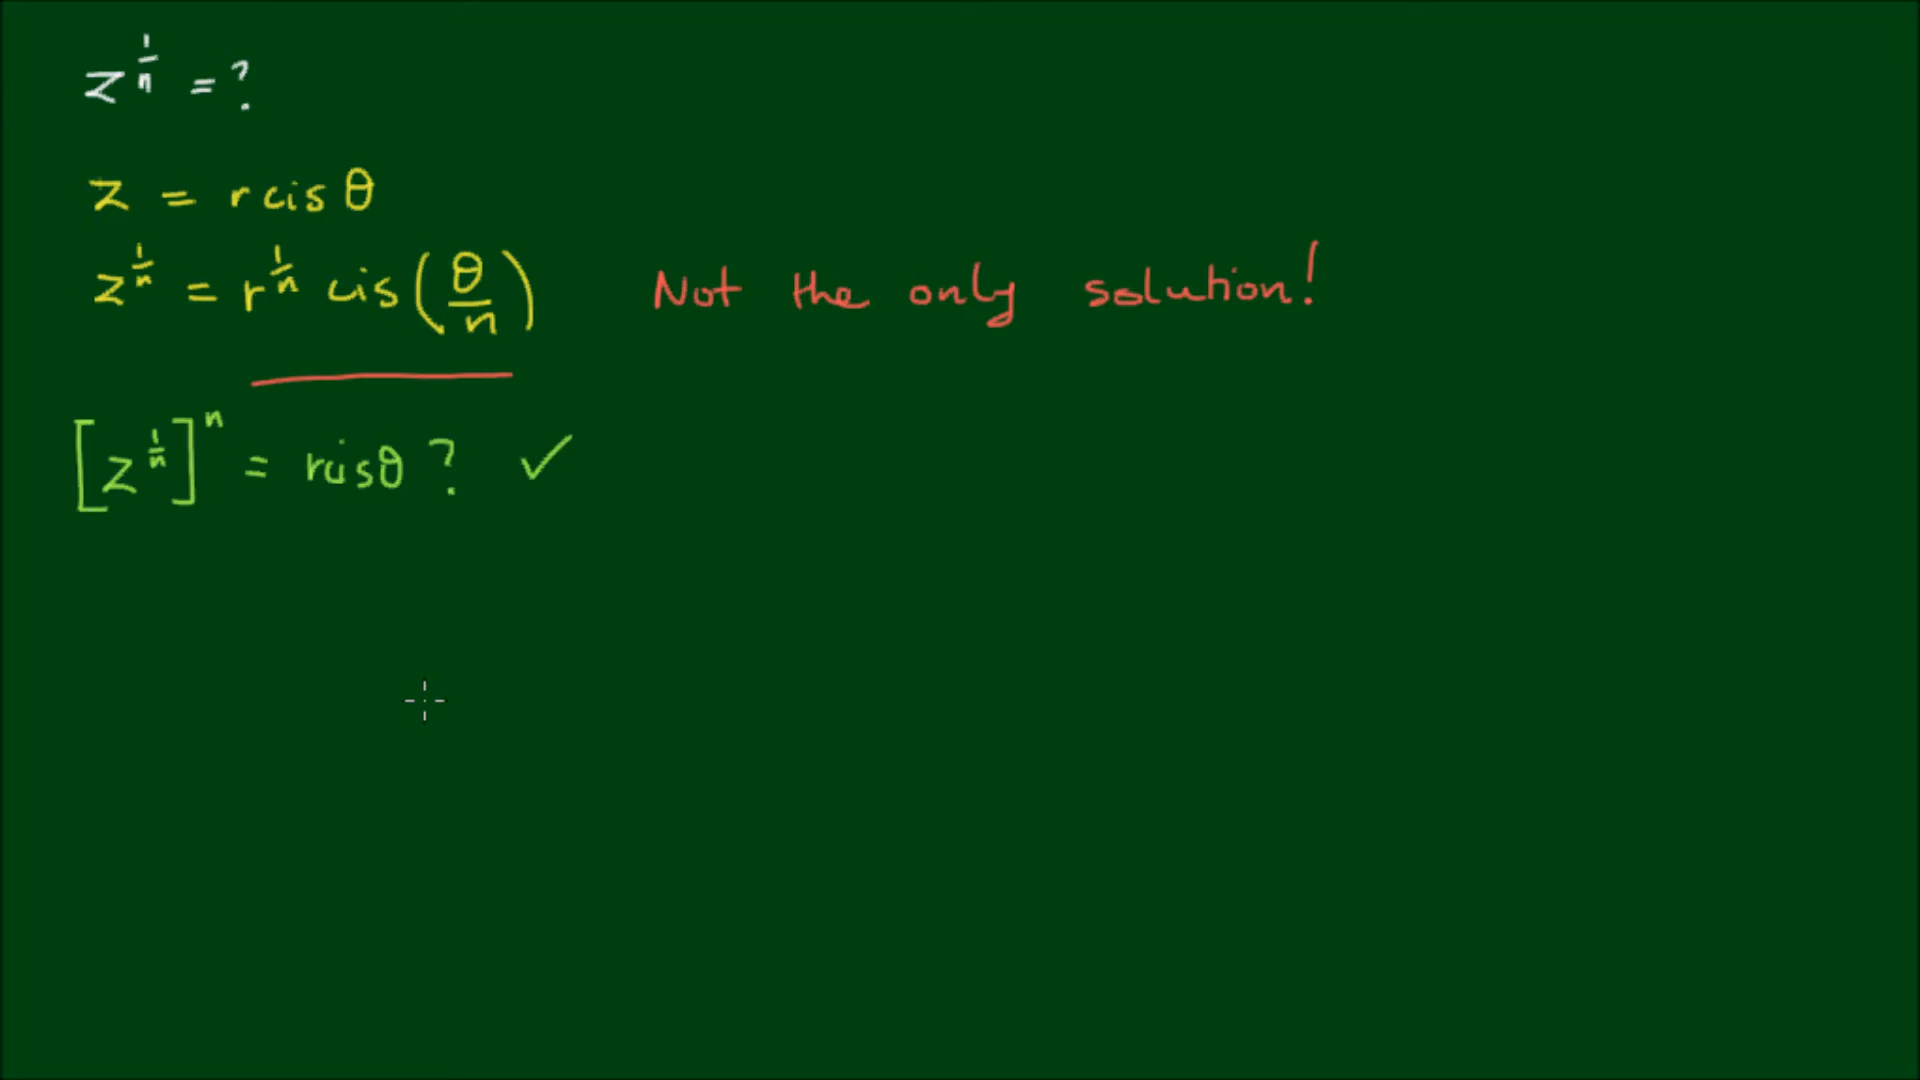 z^(1/n) = ?
z = r cis θ
z^(1/n) = r^(1/n) cis(θ/n) Not the only solution!
[z^(1/n)]^n = r cis θ ? ✓